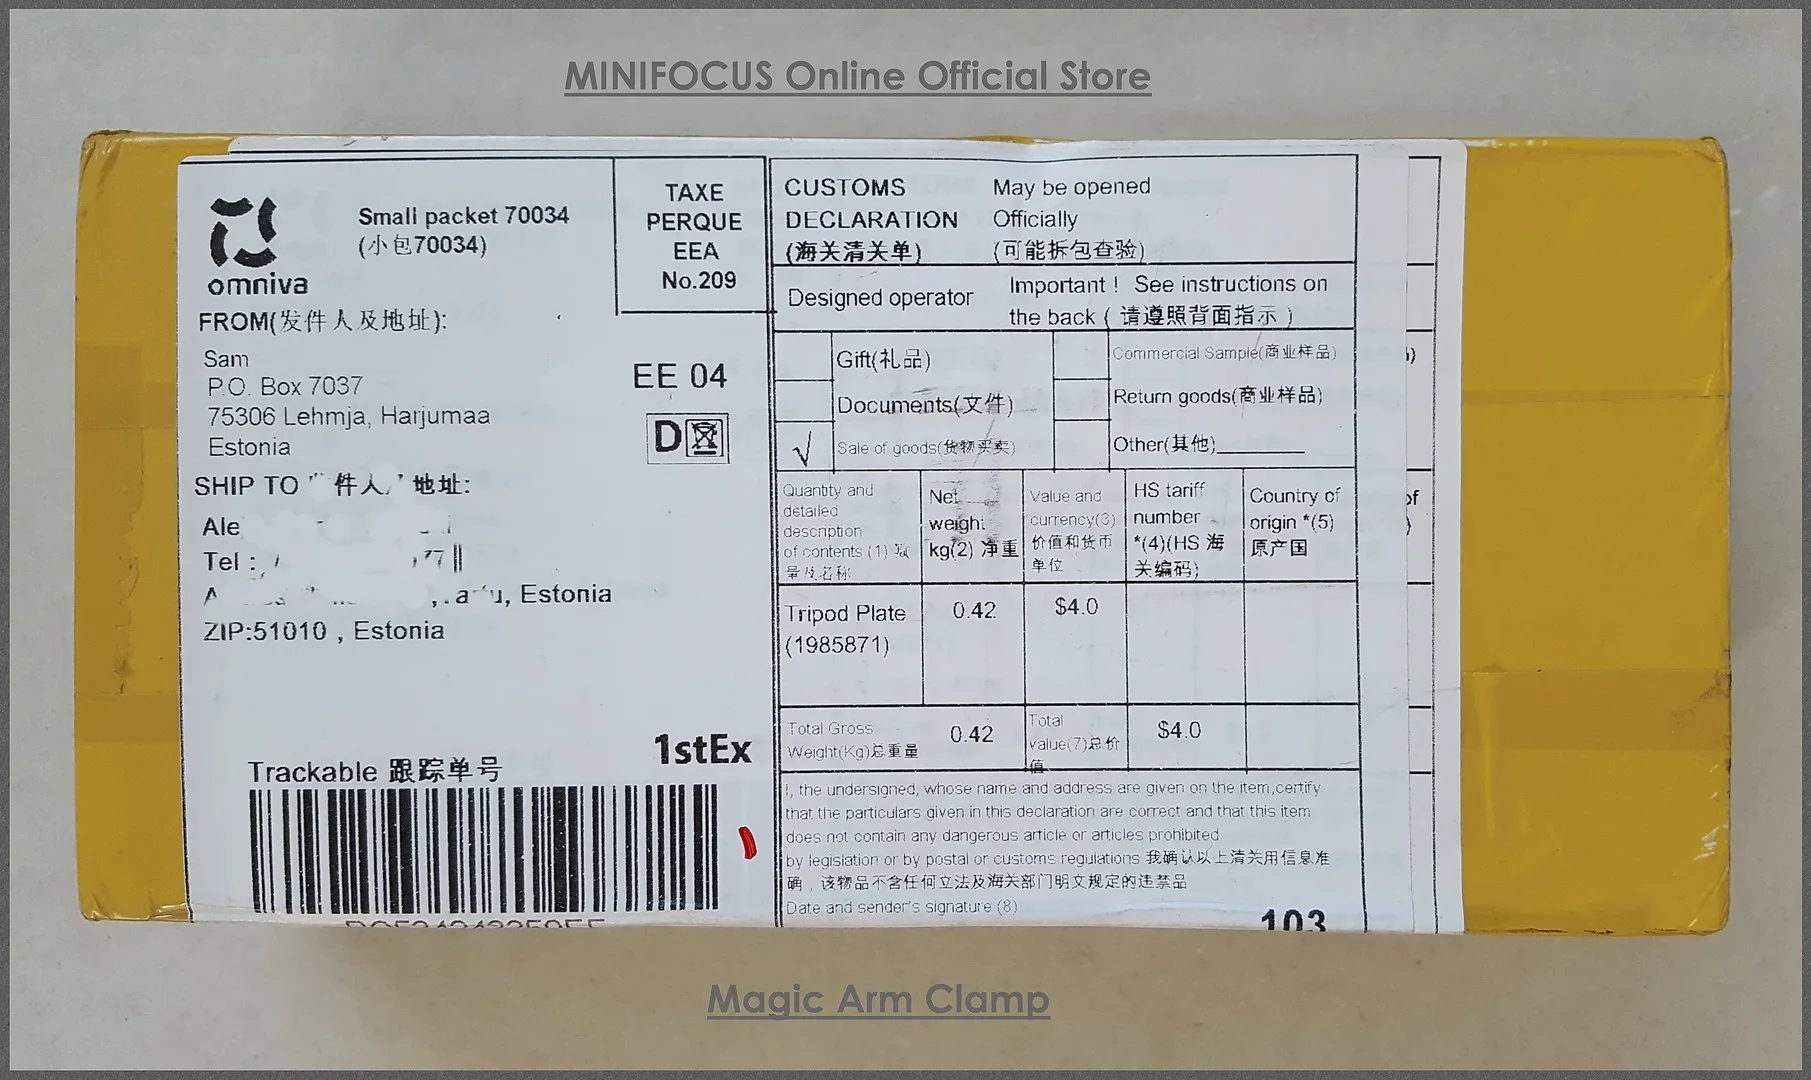 MINIFOCUS Online Official Store
omniva
Small packet 70034
(小包70034)
TAXE
PERQUE
EEA
No.209
FROM(发件人及地址):
Sam
P.O. Box 7037
75306 Lehmja, Harjumaa
Estonia
EE 04
D
SHIP TO 件人 地址:
Ale
Tel :
, Estonia
ZIP:51010 , Estonia
1stEx
Trackable 跟踪单号
CUSTOMS
DECLARATION
(海关清关单)
May be opened
Officially
(可能拆包查验)
Designed operator
Important ! See instructions on
the back ( 请遵照背面指示 )
Gift(礼品)
Commercial Sample(商业样品)
Documents(文件)
Return goods(商业样品)
√ Sale of goods(货物买卖)
Other(其他)________
Quantity and
detailed
description
of contents (1) 数
量及名称
Net
weight
kg(2) 净重
Value and
currency(3)
价值和货币
单位
HS tariff
number
*(4)(HS 海
关编码)
Country of
origin *(5)
原产国
of
Tripod Plate
(1985871)
0.42
$4.0
Total Gross
Weight(Kg)总重量
0.42
Total
value(7)总价
值
$4.0
I, the undersigned, whose name and address are given on the item,certify
that the particulars given in this declaration are correct and that this item
does not contain any dangerous article or articles prohibited
by legislation or by postal or customs regulations 我确认以上清关用信息准
确，该物品不含任何立法及海关部门明文规定的违禁品
Date and sender's signature (8)
103
Magic Arm Clamp